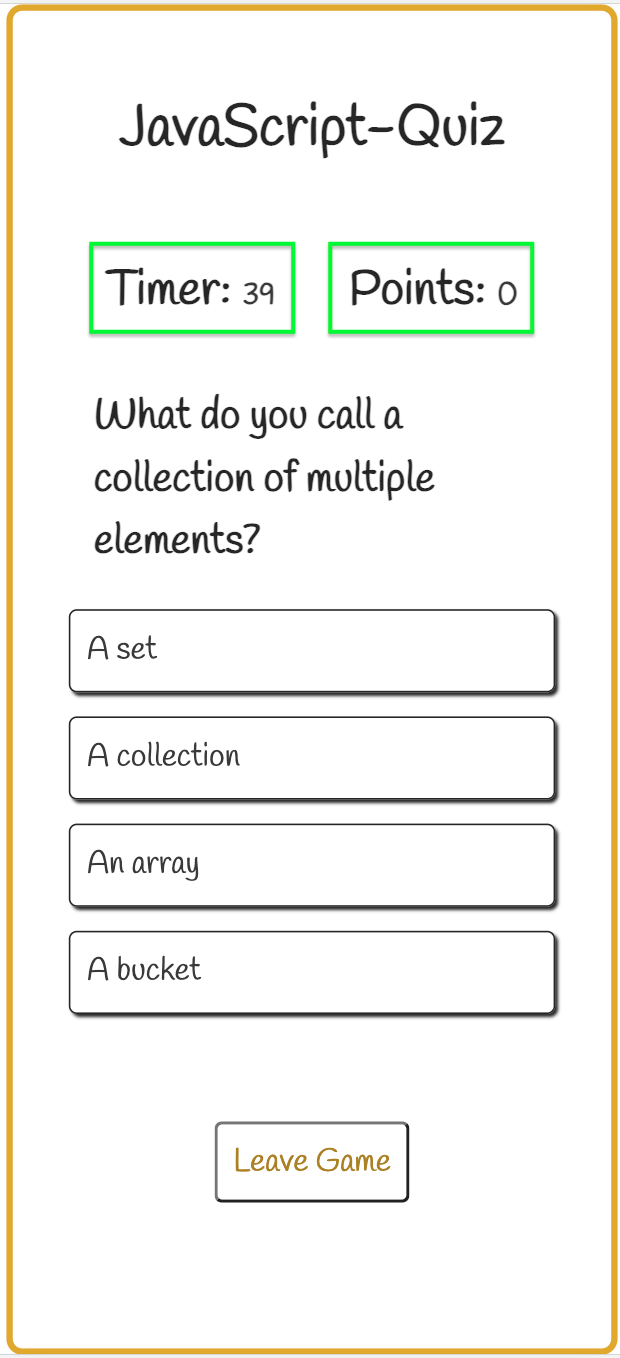 JavaScript-Quiz
Timer: 39
Points: 0
What do you call a
collection of multiple
elements?
A set
A collection
An array
A bucket
Leave Game